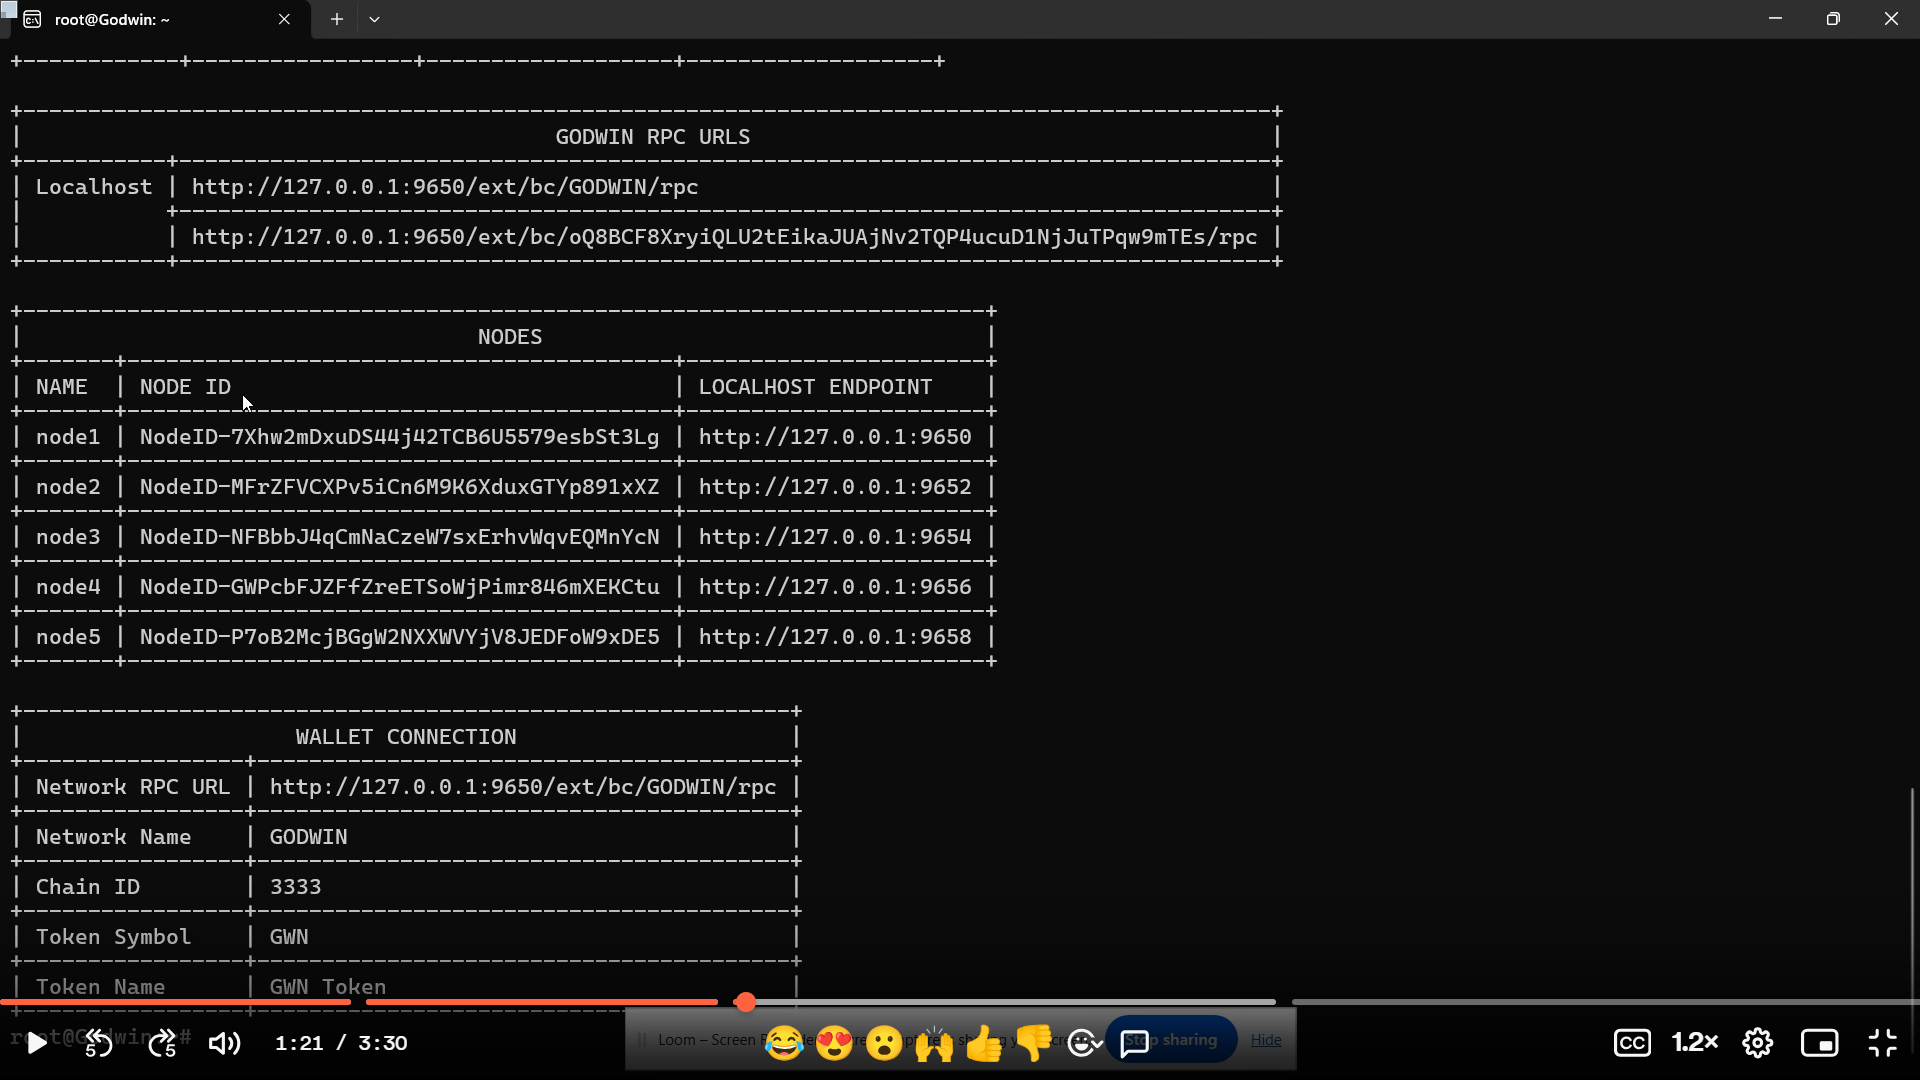 root@Godwin: ~
GODWIN RPC URLS
Localhost | http://127.0.0.1:9650/ext/bc/GODWIN/rpc
http://127.0.0.1:9650/ext/bc/oQ8BCF8XryiQLU2tEikaJUAjNv2TQP4ucuD1NjJuTPqw9mTEs/rpc
NODES
NAME | NODE ID | LOCALHOST ENDPOINT
node1 | NodeID-7Xhw2mDxuDS44j42TCB6U5579esbSt3Lg | http://127.0.0.1:9650
node2 | NodeID-MFrZFVCXPv5iCn6M9K6XduxGTYp891xXZ | http://127.0.0.1:9652
node3 | NodeID-NFBbbJ4qCmNaCzeW7sxErhvWqvEQMnYcN | http://127.0.0.1:9654
node4 | NodeID-GWPcbFJZFfZreETSoWjPimr846mXEKCtu | http://127.0.0.1:9656
node5 | NodeID-P7oB2McjBGgW2NXXWVYjV8JEDFoW9xDE5 | http://127.0.0.1:9658
WALLET CONNECTION
Network RPC URL | http://127.0.0.1:9650/ext/bc/GODWIN/rpc
Network Name | GODWIN
Chain ID | 3333
Token Symbol | GWN
Token Name | GWN Token
5 5 1:21 / 3:30 Loom – Screen sharing Hide CC 1.2×